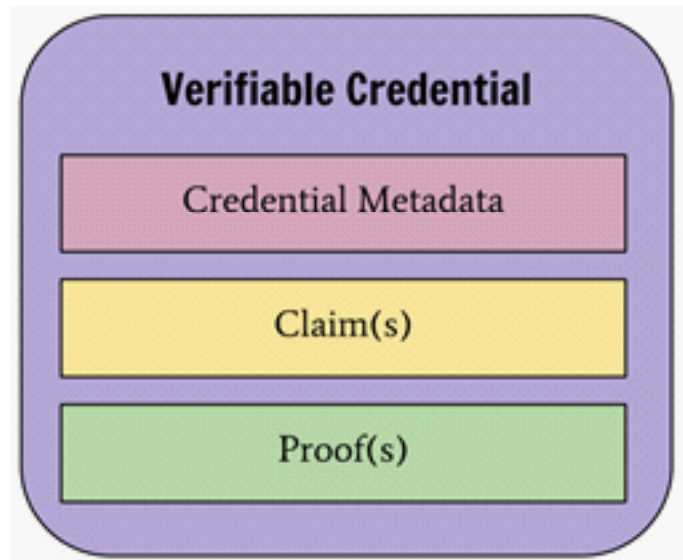 Verifiable Credential
Credential Metadata
Claim(s)
Proof(s)